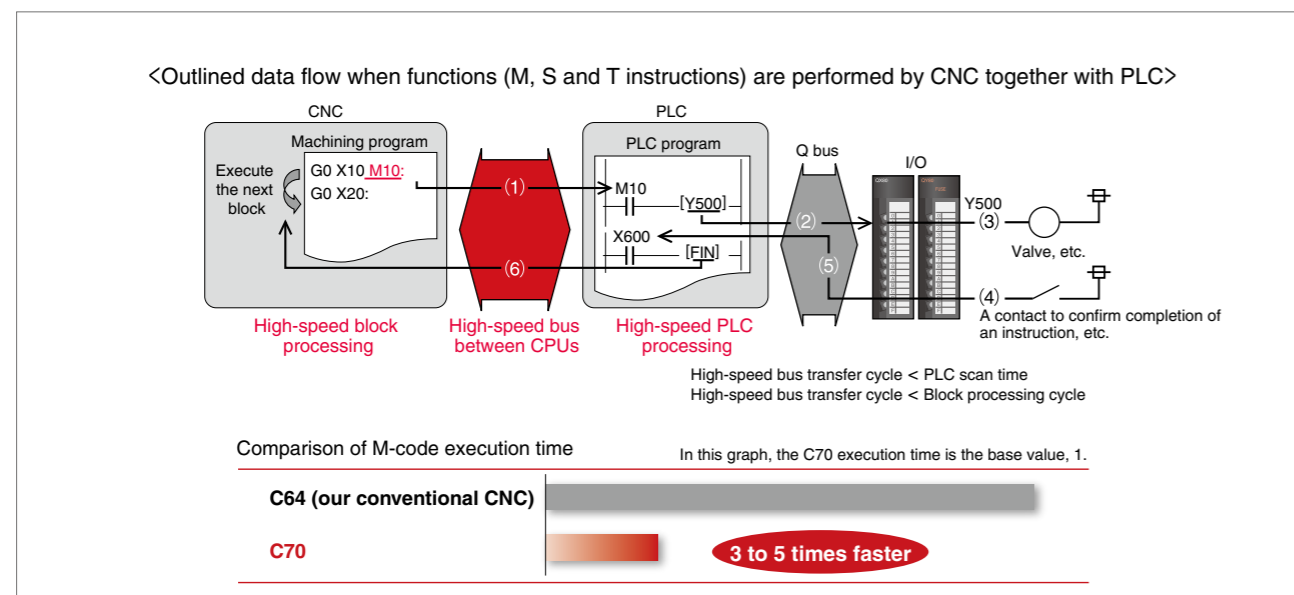 <Outlined data flow when functions (M, S and T instructions) are performed by CNC together with PLC>
CNC
Machining program
Execute
the next
block
G0 X10 M10:
G0 X20:
(1)
(6)
PLC
PLC program
M10
[Y500]
X600
[FIN]
Q bus
(2)
(5)
I/O
Y500
(3)
Valve, etc.
(4)
A contact to confirm completion of
an instruction, etc.
High-speed block
processing
High-speed bus
between CPUs
High-speed PLC
processing
High-speed bus transfer cycle < PLC scan time
High-speed bus transfer cycle < Block processing cycle
Comparison of M-code execution time
In this graph, the C70 execution time is the base value, 1.
C64 (our conventional CNC)
C70
3 to 5 times faster